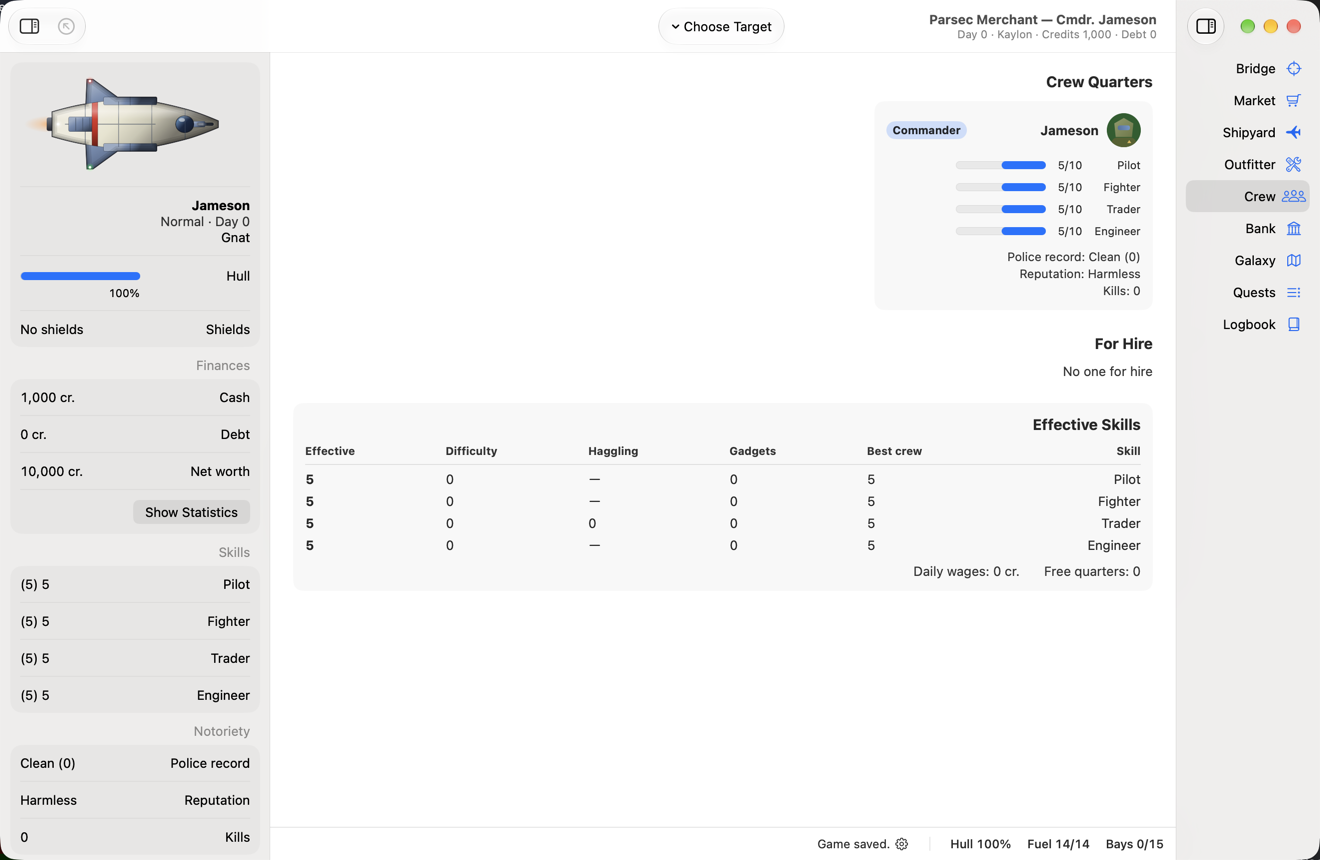 Choose Target
Parsec Merchant — Cmdr. Jameson
Day 0 · Kaylon · Credits 1,000 · Debt 0
Bridge
Market
Shipyard
Outfitter
Crew
Bank
Galaxy
Quests
Logbook
Crew Quarters
Jameson Commander
Pilot 5/10
Fighter 5/10
Trader 5/10
Engineer 5/10
Police record: Clean (0)
Reputation: Harmless
Kills: 0
For Hire
No one for hire
Effective Skills
Skill Best crew Gadgets Haggling Difficulty Effective
Pilot 5 0 — 0 5
Fighter 5 0 — 0 5
Trader 5 0 0 0 5
Engineer 5 0 — 0 5
Free quarters: 0 Daily wages: 0 cr.
Jameson
Normal · Day 0
Gnat
Hull
100%
Shields No shields
Finances
Cash 1,000 cr.
Debt 0 cr.
Net worth 10,000 cr.
Show Statistics
Skills
Pilot (5) 5
Fighter (5) 5
Trader (5) 5
Engineer (5) 5
Notoriety
Police record Clean (0)
Reputation Harmless
Kills 0
Game saved. Hull 100% Fuel 14/14 Bays 0/15